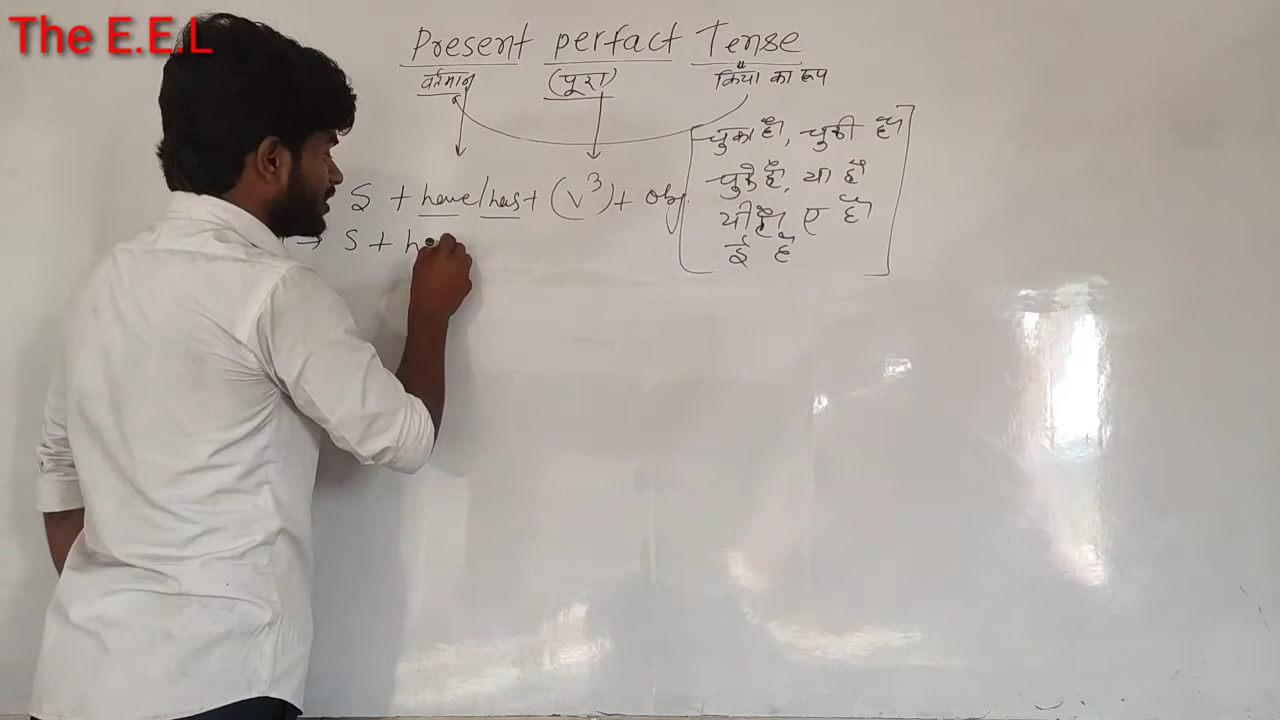 The E.E.L
Present perfact Tense
वर्तमान (पूरा) क्रिया का रूप
चुका है, चुकी है
चुके हैं, या है
S + have/has + (V3) + obj.
यी है, ए है
ई है
→ S + h